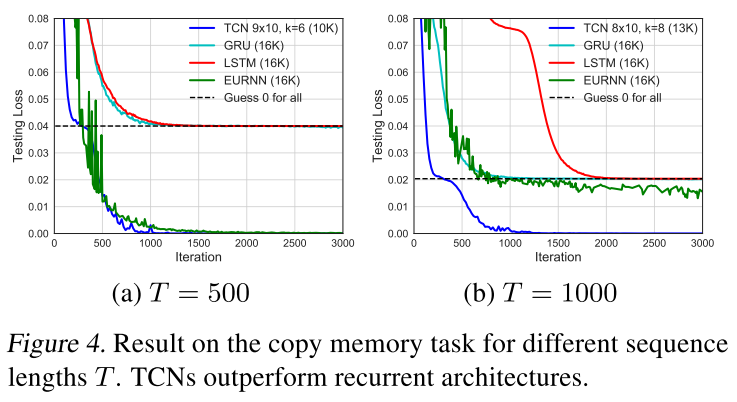 0.08
0.07
0.06
0.05
0.04
0.03
0.02
0.01
0.00
Testing Loss
TCN 9x10, k=6 (10K)
GRU (16K)
LSTM (16K)
EURNN (16K)
Guess 0 for all
0 500 1000 1500 2000 2500 3000
Iteration
(a) T = 500
0.08
0.07
0.06
0.05
0.04
0.03
0.02
0.01
0.00
Testing Loss
TCN 8x10, k=8 (13K)
GRU (16K)
LSTM (16K)
EURNN (16K)
Guess 0 for all
0 500 1000 1500 2000 2500 3000
Iteration
(b) T = 1000
Figure 4. Result on the copy memory task for different sequence
lengths T. TCNs outperform recurrent architectures.